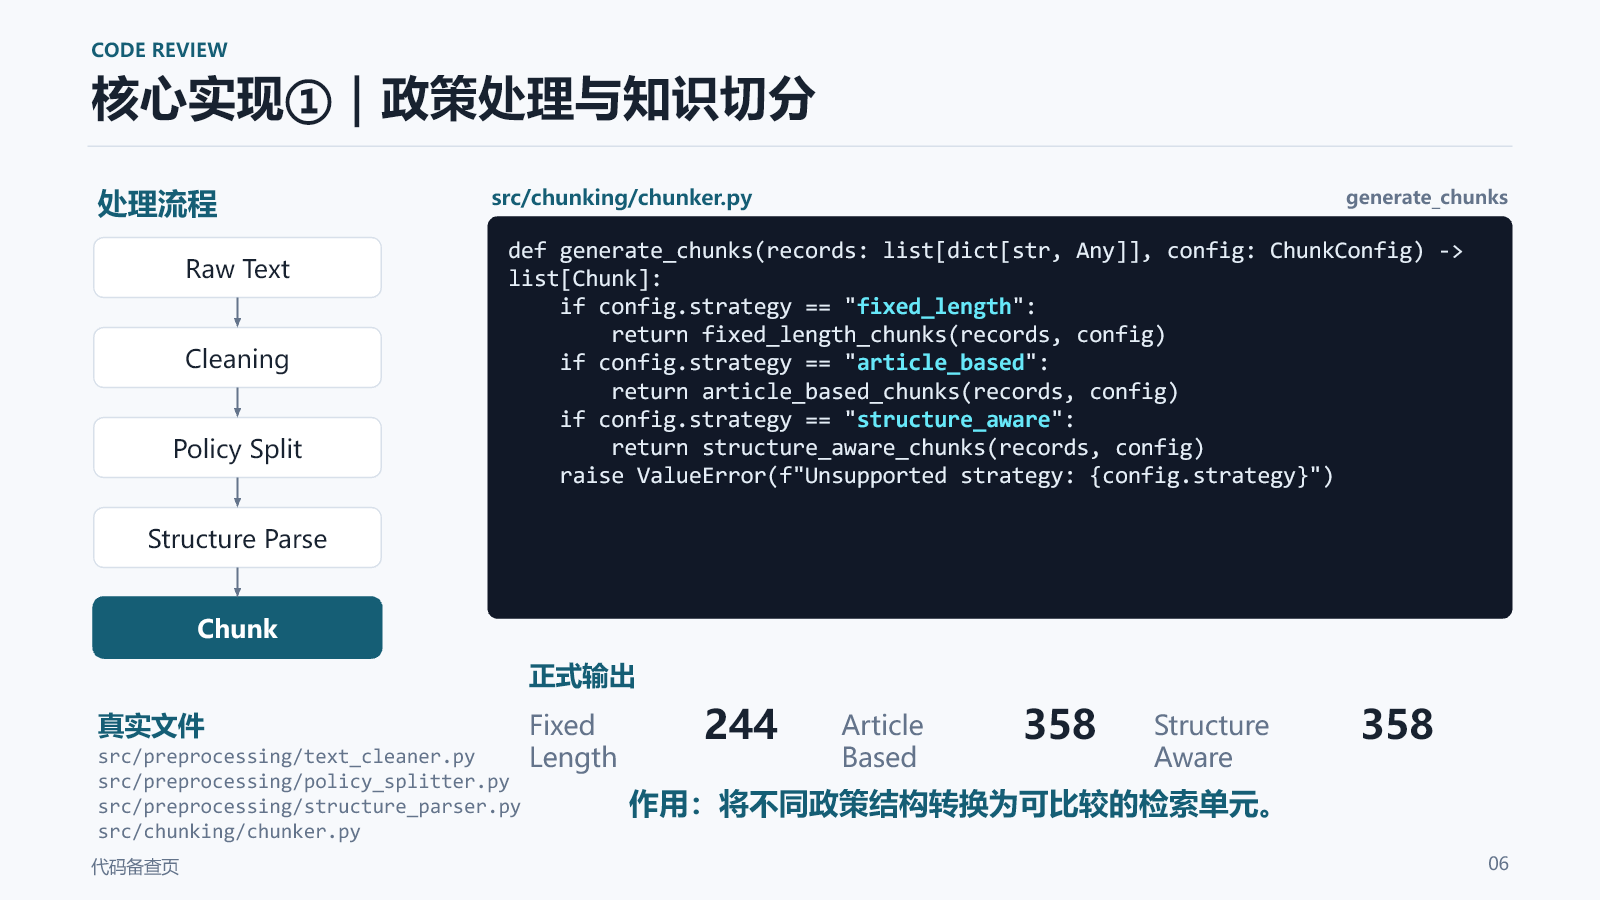 CODE REVIEW
核心实现①｜政策处理与知识切分
处理流程
Raw Text
Cleaning
Policy Split
Structure Parse
Chunk
真实文件
src/preprocessing/text_cleaner.py
src/preprocessing/policy_splitter.py
src/preprocessing/structure_parser.py
src/chunking/chunker.py
src/chunking/chunker.py
generate_chunks
def generate_chunks(records: list[dict[str, Any]], config: ChunkConfig) ->
list[Chunk]:
    if config.strategy == "fixed_length":
        return fixed_length_chunks(records, config)
    if config.strategy == "article_based":
        return article_based_chunks(records, config)
    if config.strategy == "structure_aware":
        return structure_aware_chunks(records, config)
    raise ValueError(f"Unsupported strategy: {config.strategy}")
正式输出
Fixed
Length
244
Article
Based
358
Structure
Aware
358
作用：将不同政策结构转换为可比较的检索单元。
代码备查页
06